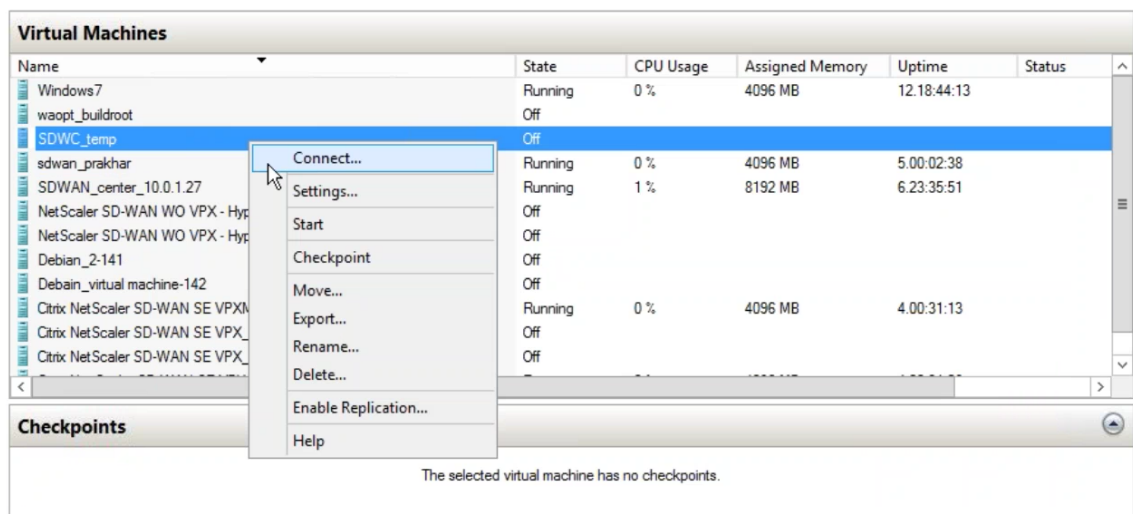 Virtual Machines
Name State CPU Usage Assigned Memory Uptime Status
Windows7 Running 0 % 4096 MB 12.18:44:13
waopt_buildroot Off
SDWC_temp Off
sdwan_prakhar Running 0 % 4096 MB 5.00:02:38
SDWAN_center_10.0.1.27 Running 1 % 8192 MB 6.23:35:51
NetScaler SD-WAN WO VPX - Hyp Off
NetScaler SD-WAN WO VPX - Hyp Off
Debian_2-141 Off
Debain_virtual machine-142 Off
Citrix NetScaler SD-WAN SE VPXM Running 0 % 4096 MB 4.00:31:13
Citrix NetScaler SD-WAN SE VPX_ Off
Citrix NetScaler SD-WAN SE VPX_ Off
Connect...
Settings...
Start
Checkpoint
Move...
Export...
Rename...
Delete...
Enable Replication...
Help
Checkpoints
The selected virtual machine has no checkpoints.